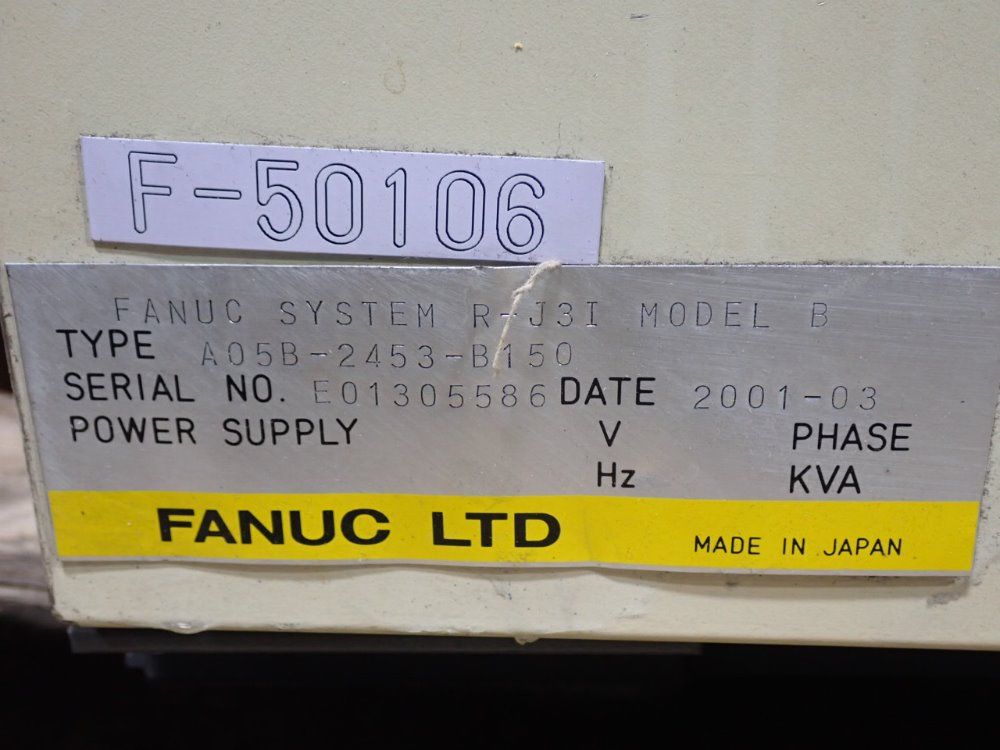 F-50106
FANUC SYSTEM R-J3I MODEL B
TYPE A05B-2453-B150
SERIAL NO. E01305586 DATE 2001-03
POWER SUPPLY V PHASE
Hz KVA
FANUC LTD MADE IN JAPAN